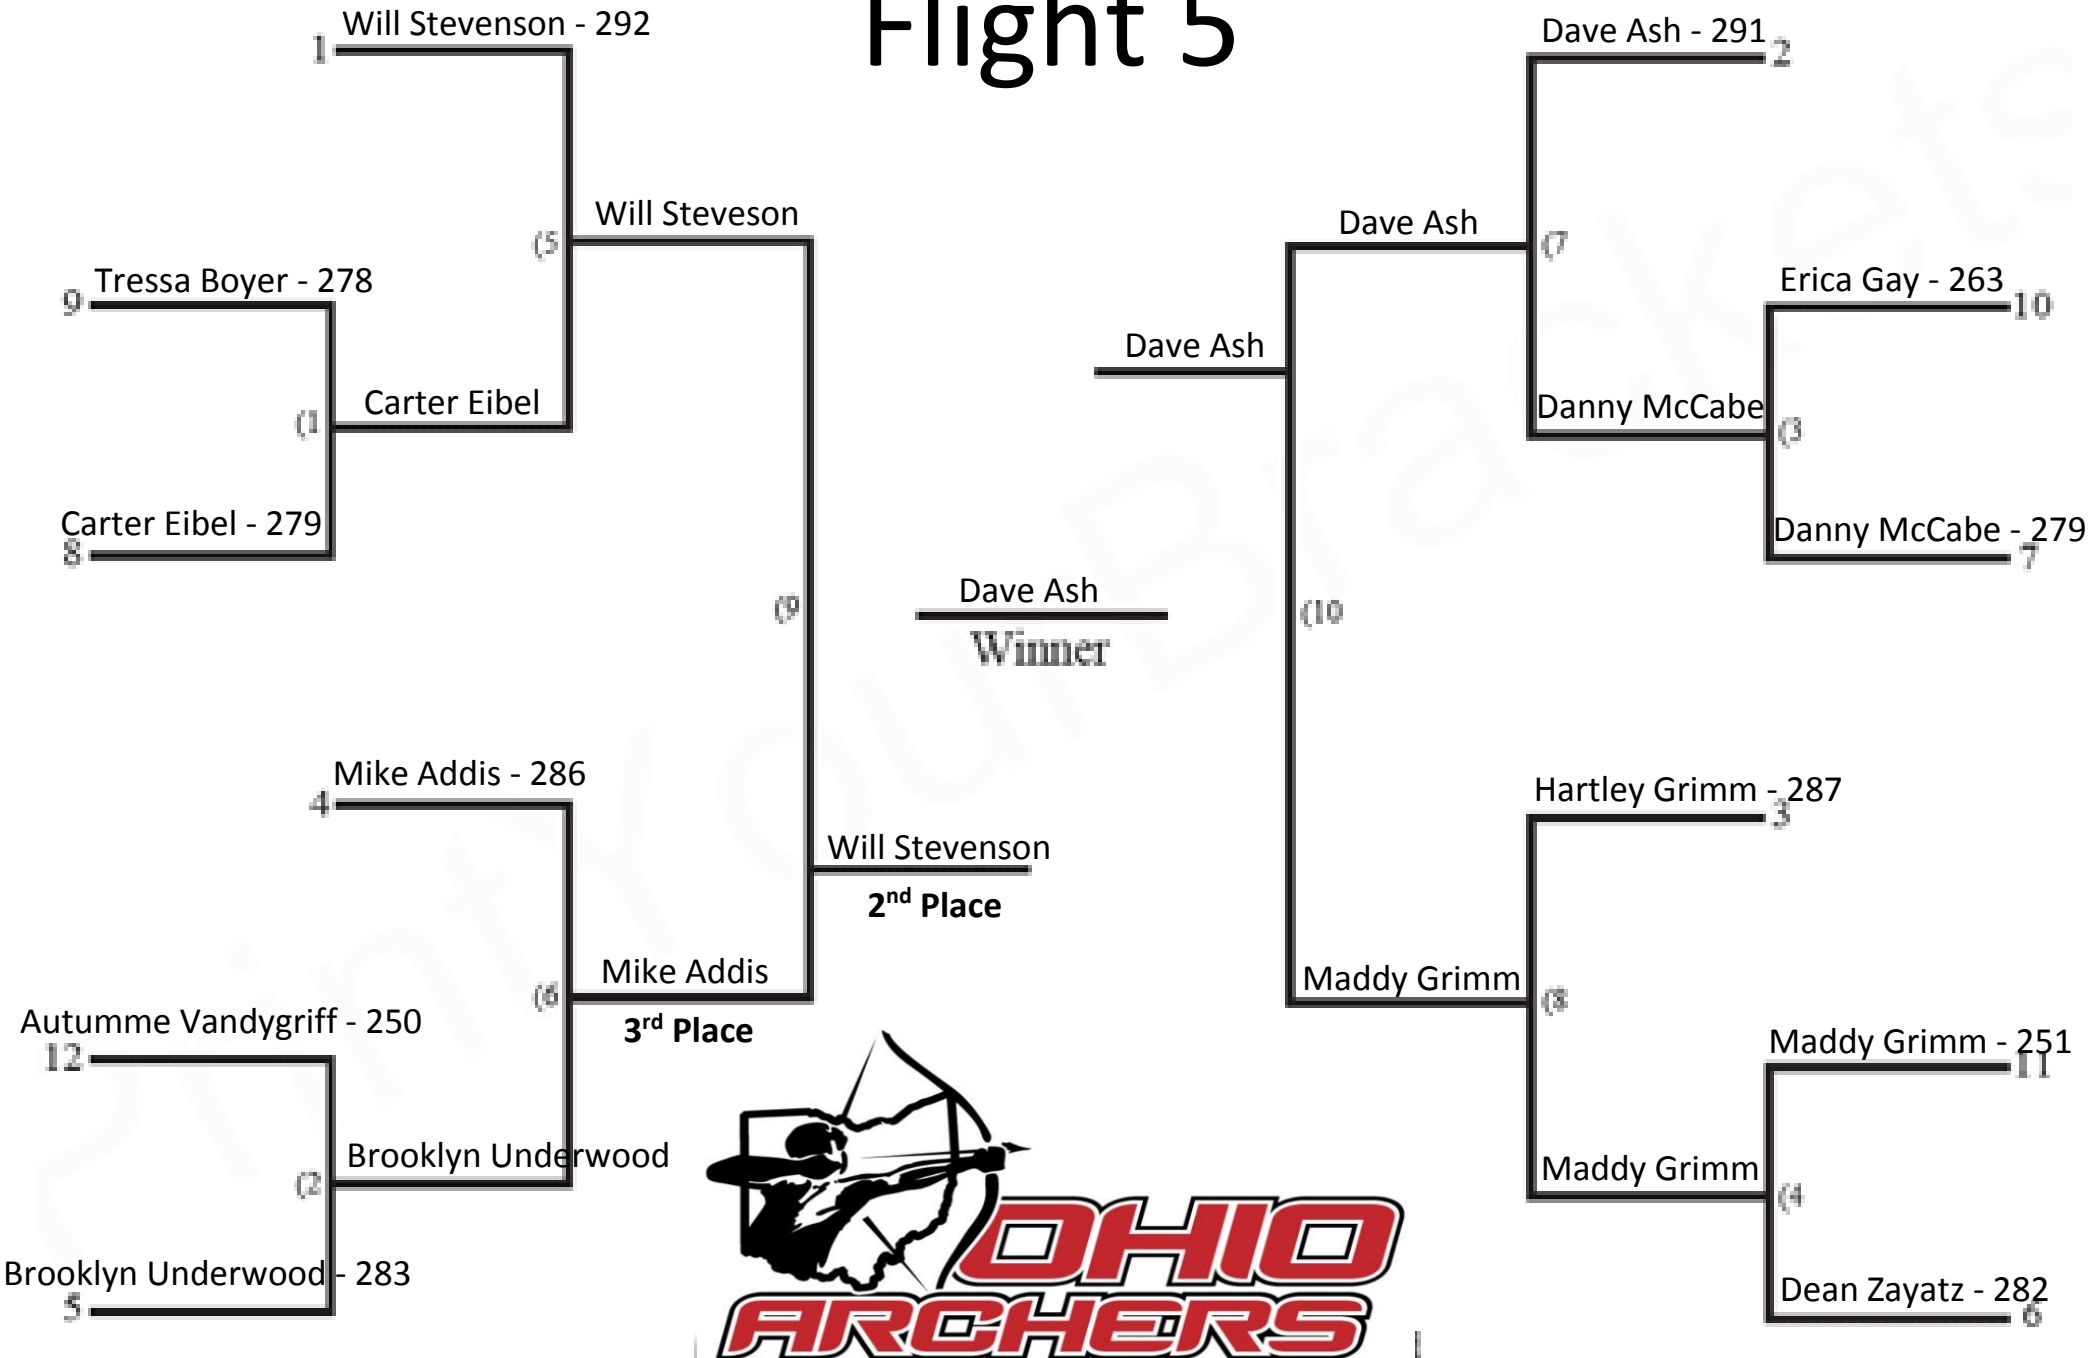 Flight 5
Will Stevenson - 292
1
Dave Ash - 291
2
Will Steveson
(5
Dave Ash
(7
Tressa Boyer - 278
9
Erica Gay - 263
10
Dave Ash
Carter Eibel
(1
Danny McCabe
(3
Carter Eibel - 279
8
Danny McCabe - 279
7
(9
Dave Ash
Winner
(10
Mike Addis - 286
4
Hartley Grimm - 287
3
Will Stevenson
2nd Place
Mike Addis
(6
3rd Place
Maddy Grimm
(8
Autumme Vandygriff - 250
12
Maddy Grimm - 251
11
Brooklyn Underwood
(2
Maddy Grimm
(4
Brooklyn Underwood - 283
5
Dean Zayatz - 282
6
OHIO
ARCHERS
PrintYourBrackets